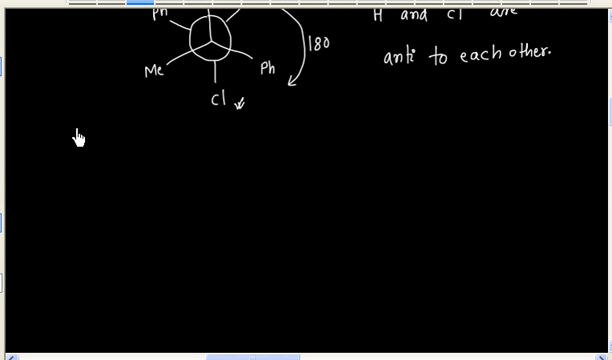 Ph
H and Cl are
180
anti to each other.
Me
Ph
Cl